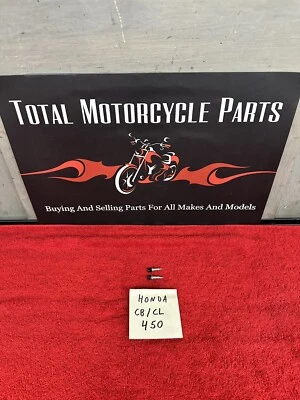 TOTAL MOTORCYCLE PARTS
Buying And Selling Parts For All Makes And Models
HONDA
CB/CL
450